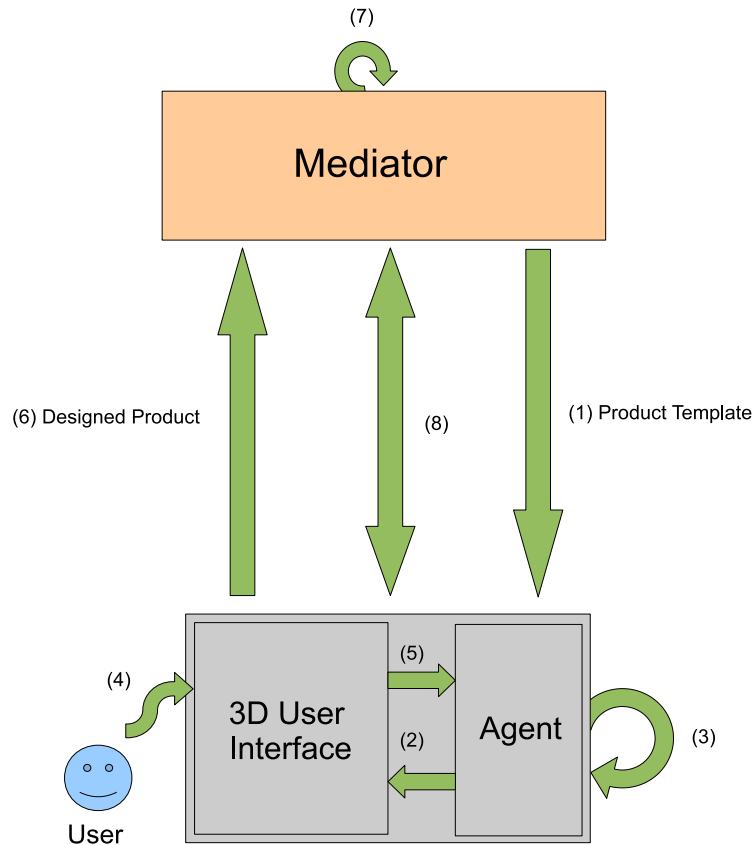 (7)
Mediator
(6) Designed Product
(8)
(1) Product Template
(4)
(5)
3D User
Interface
(2)
Agent
(3)
User